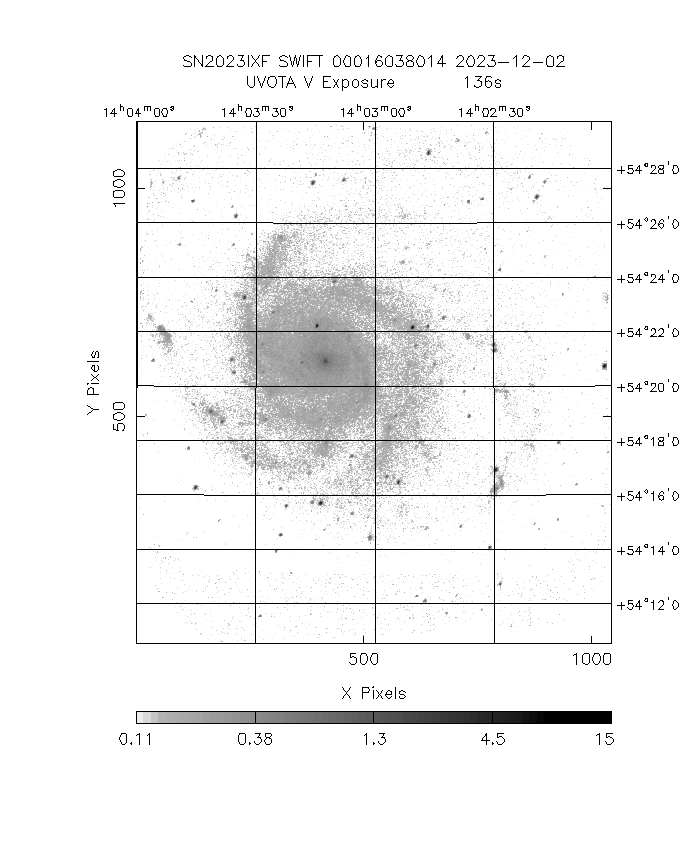 SN2023IXF SWIFT 00016038014 2023-12-02
UVOTA V Exposure 136s
14h04m00s 14h03m30s 14h03m00s 14h02m30s
+54°28'0
1000
+54°26'0
+54°24'0
+54°22'0
Y Pixels
+54°20'0
500
+54°18'0
+54°16'0
+54°14'0
+54°12'0
500 1000
X Pixels
0.11 0.38 1.3 4.5 15